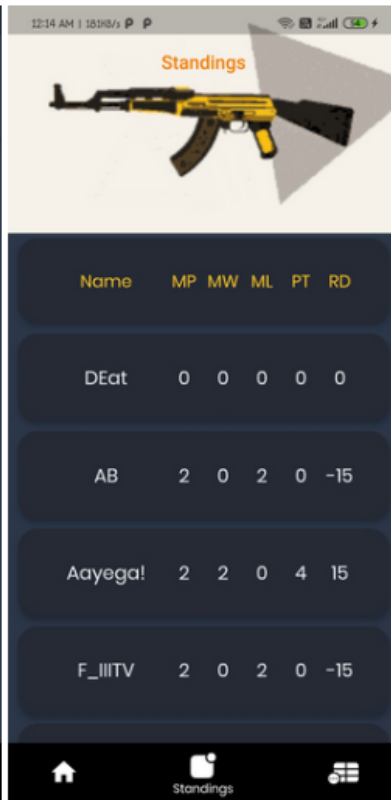 12:14 AM | 181KB/s P P 54
Standings
Name MP MW ML PT RD
DEat 0 0 0 0 0
AB 2 0 2 0 -15
Aayega! 2 2 0 4 15
F_IIITV 2 0 2 0 -15
Standings